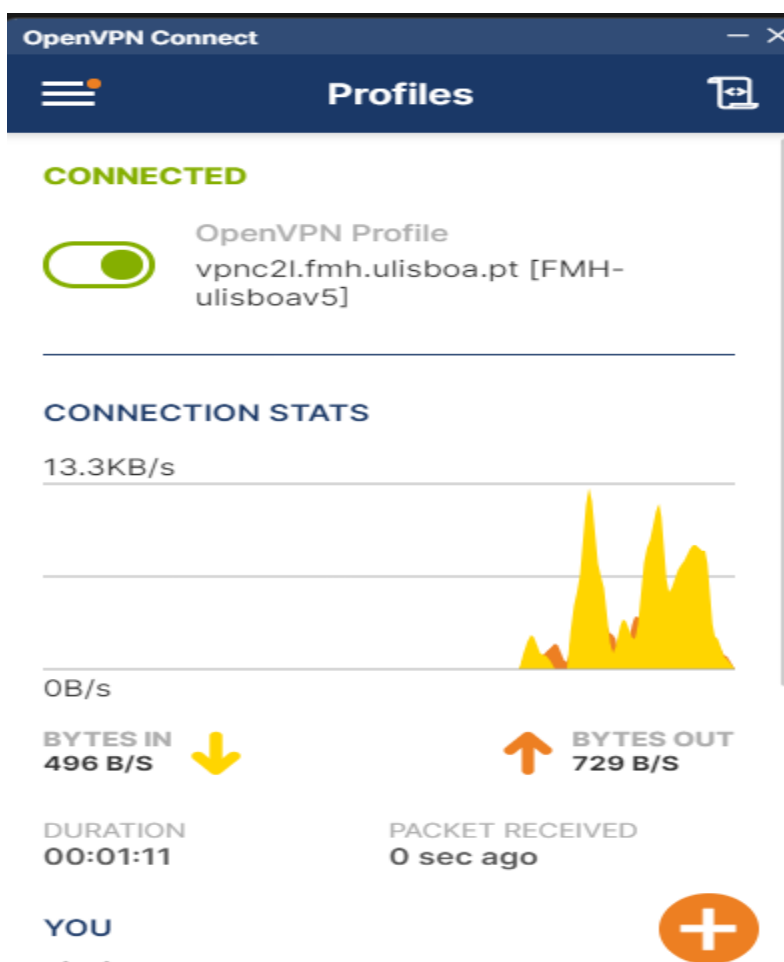 OpenVPN Connect
Profiles
CONNECTED
OpenVPN Profile
vpnc2l.fmh.ulisboa.pt [FMH-
ulisboav5]
CONNECTION STATS
13.3KB/s
0B/s
BYTES IN
496 B/S
BYTES OUT
729 B/S
DURATION
00:01:11
PACKET RECEIVED
0 sec ago
YOU